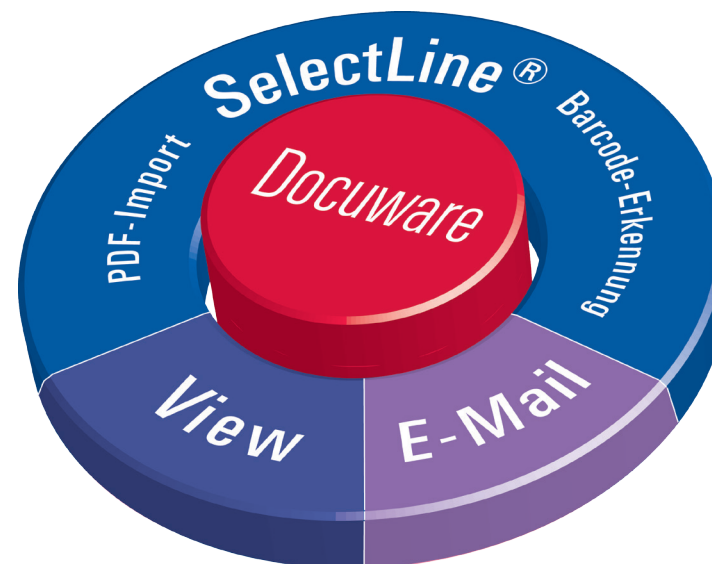 SelectLine®
PDF-Import
Barcode-Erkennung
Docuware
View
E-Mail